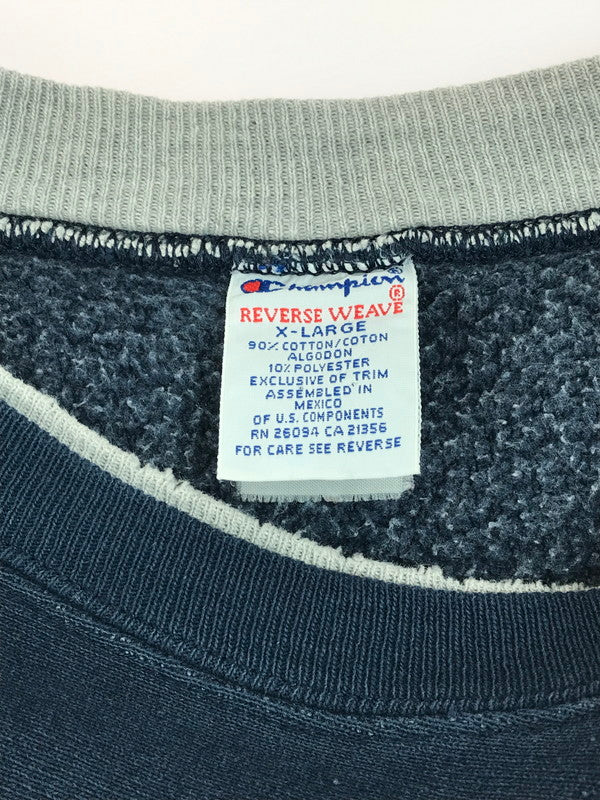 Champion
REVERSE WEAVE®
X-LARGE
90% COTTON/COTON
ALGODON
10% POLYESTER
EXCLUSIVE OF TRIM
ASSEMBLED IN
MEXICO
OF U.S. COMPONENTS
RN 26094 CA 21356
FOR CARE SEE REVERSE